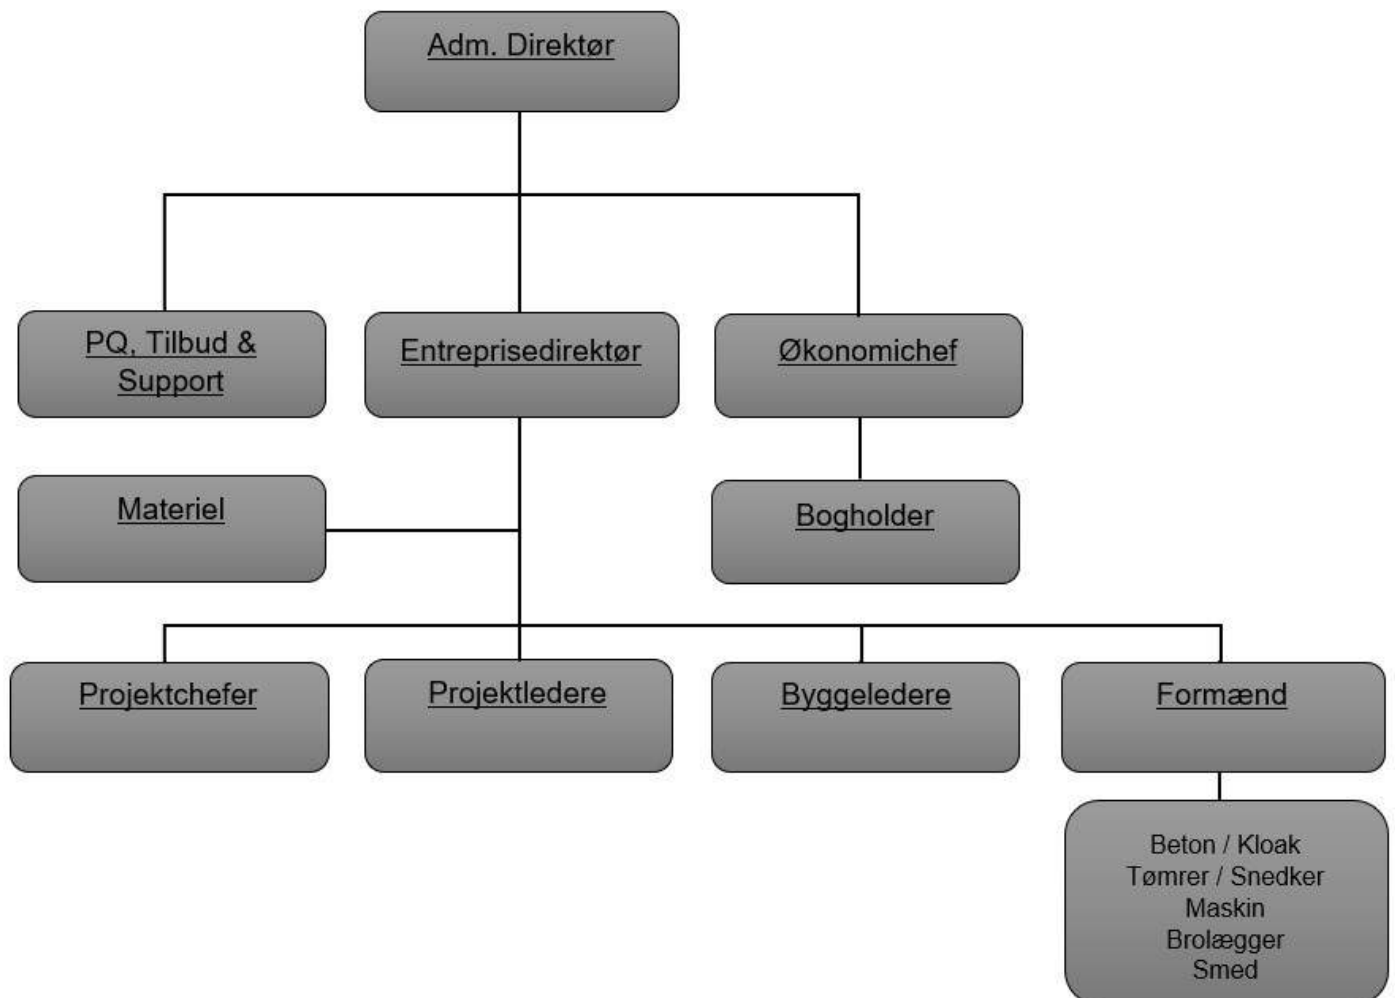 Adm. Direktør
PQ, Tilbud &
Support
Entreprisedirektør
Økonomichef
Materiel
Bogholder
Projektchefer
Projektledere
Byggeledere
Formænd
Beton / Kloak
Tømrer / Snedker
Maskin
Brolægger
Smed